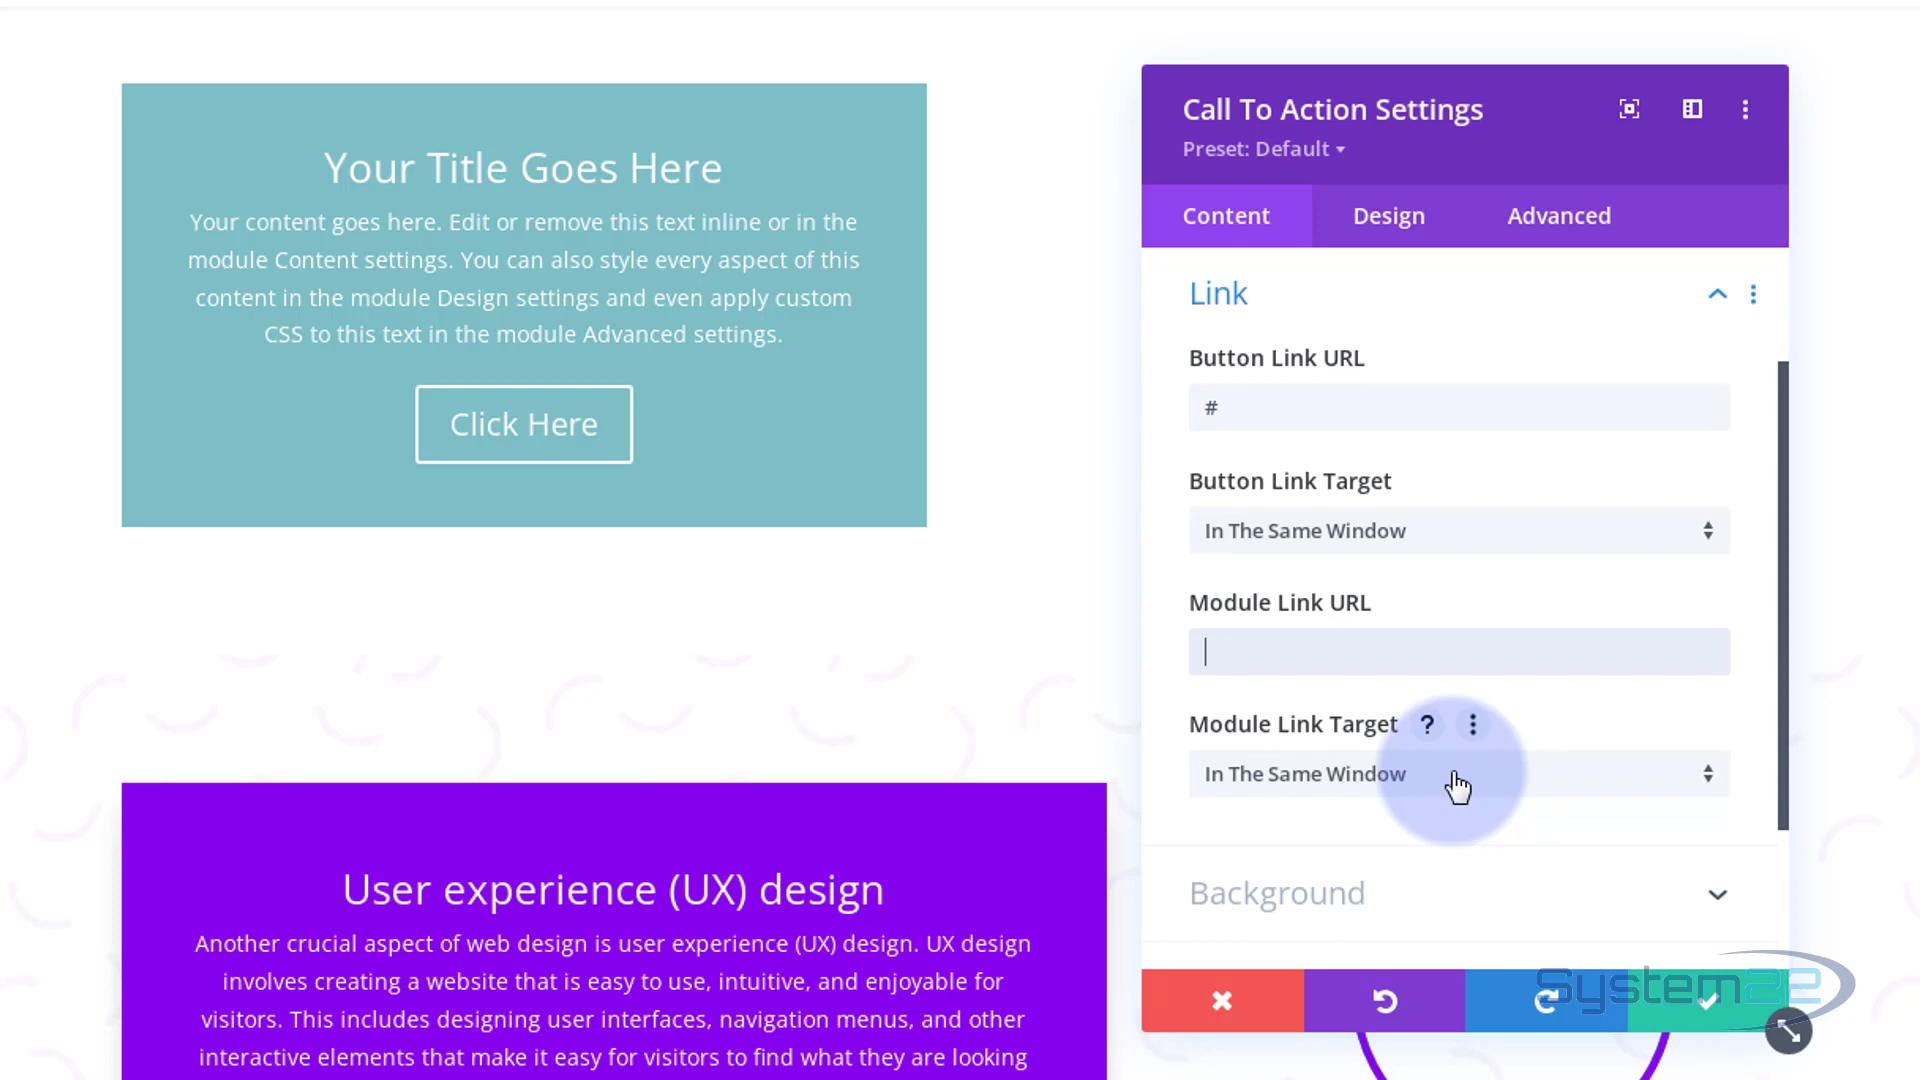 Your Title Goes Here
Your content goes here. Edit or remove this text inline or in the
module Content settings. You can also style every aspect of this
content in the module Design settings and even apply custom
CSS to this text in the module Advanced settings.
Click Here
User experience (UX) design
Another crucial aspect of web design is user experience (UX) design. UX design
involves creating a website that is easy to use, intuitive, and enjoyable for
visitors. This includes designing user interfaces, navigation menus, and other
interactive elements that make it easy for visitors to find what they are looking
Call To Action Settings
Preset: Default
Content Design Advanced
Link
Button Link URL
#
Button Link Target
In The Same Window
Module Link URL
Module Link Target ?
In The Same Window
Background
System22